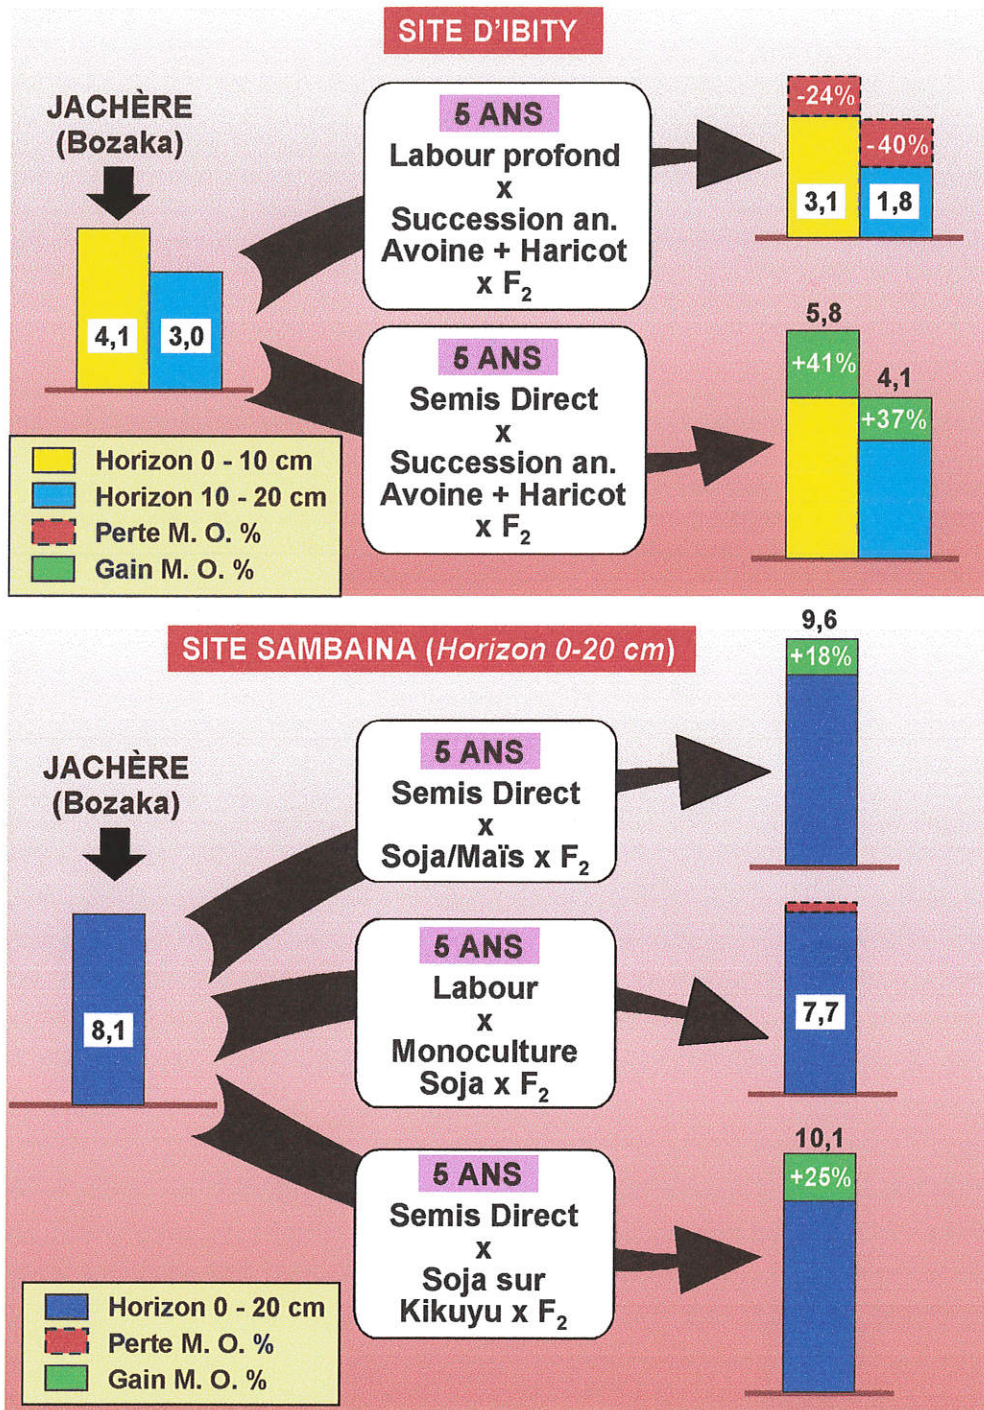 SITE D'IBITY
JACHÈRE
(Bozaka)
4,1
3,0
5 ANS
Labour profond
x
Succession an.
Avoine + Haricot
x F₂
-24%
-40%
3,1
1,8
5 ANS
Semis Direct
x
Succession an.
Avoine + Haricot
x F₂
5,8
+41%
4,1
+37%
Horizon 0 - 10 cm
Horizon 10 - 20 cm
Perte M. O. %
Gain M. O. %
SITE SAMBAINA (Horizon 0-20 cm)
JACHÈRE
(Bozaka)
8,1
5 ANS
Semis Direct
x
Soja/Maïs x F₂
9,6
+18%
5 ANS
Labour
x
Monoculture
Soja x F₂
7,7
5 ANS
Semis Direct
x
Soja sur
Kikuyu x F₂
10,1
+25%
Horizon 0 - 20 cm
Perte M. O. %
Gain M. O. %